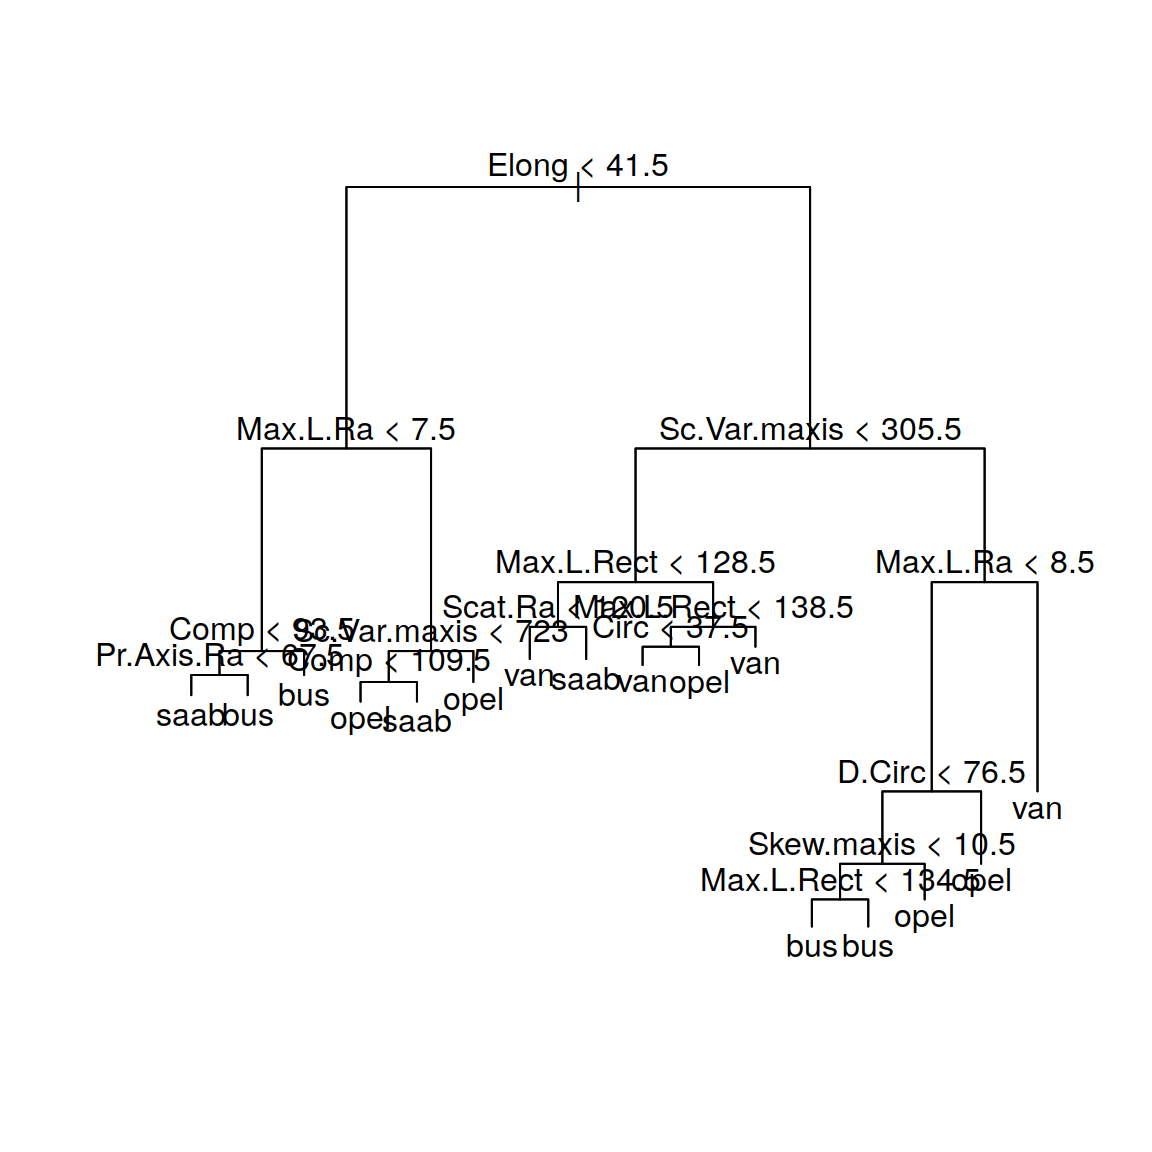 Elong < 41.5
Max.L.Ra < 7.5
Sc.Var.maxis < 305.5
Max.L.Rect < 128.5
Max.L.Ra < 8.5
Scat.Ra < 120.5
Max.L.Rect < 138.5
Comp < 93.5
Sc.Var.maxis < 723
Circ < 37.5
Pr.Axis.Ra < 67.5
Comp < 109.5
van
saab
van
opel
van
bus
opel
saab
bus
opel
saab
D.Circ < 76.5
van
Skew.maxis < 10.5
Max.L.Rect < 134.5
opel
opel
bus
bus